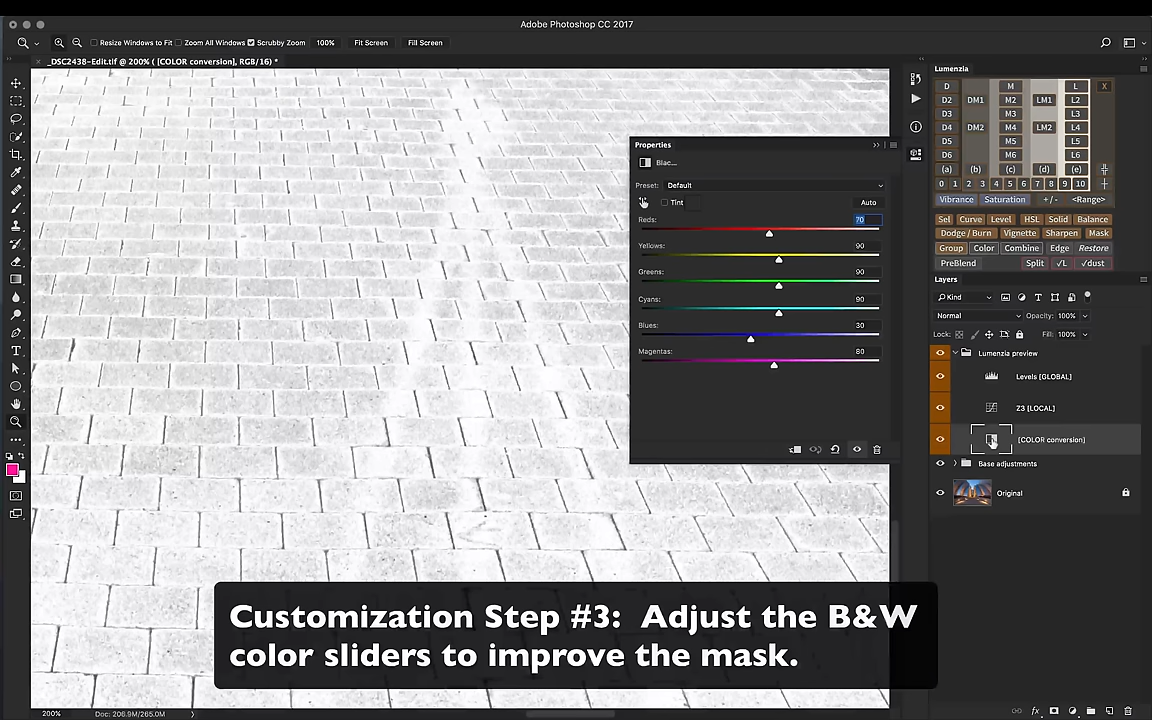 Adobe Photoshop CC 2017
Resize Windows to Fit Zoom All Windows Scrubby Zoom 100% Fit Screen Fill Screen
_DSC2438-Edit.tif @ 200% ( [COLOR conversion], RGB/16) *
Lumenzia
D M L X
D2 DM1 M2 LM1 L2
D3 M3 L3
D4 DM2 M4 LM2 L4
D5 M5 L5
D6 M6 L6
(a) (b) (c) (d) (e)
0 1 2 3 4 5 6 7 8 9 10
Vibrance Saturation + / - <Range>
Sel Curve Level HSL Solid Balance
Dodge / Burn Vignette Sharpen Mask
Group Color Combine Edge Restore
PreBlend Split √L √dust
Properties
Blac...
Preset: Default
Tint Auto
Reds: 70
Yellows: 90
Greens: 90
Cyans: 90
Blues: 30
Magentas: 80
Layers
Kind
Normal Opacity: 100%
Lock: Fill: 100%
Lumenzia preview
Levels [GLOBAL]
Z3 [LOCAL]
[COLOR conversion]
Base adjustments
Original
Customization Step #3: Adjust the B&W
color sliders to improve the mask.
200% Doc: 206.9M/265.0M
fx